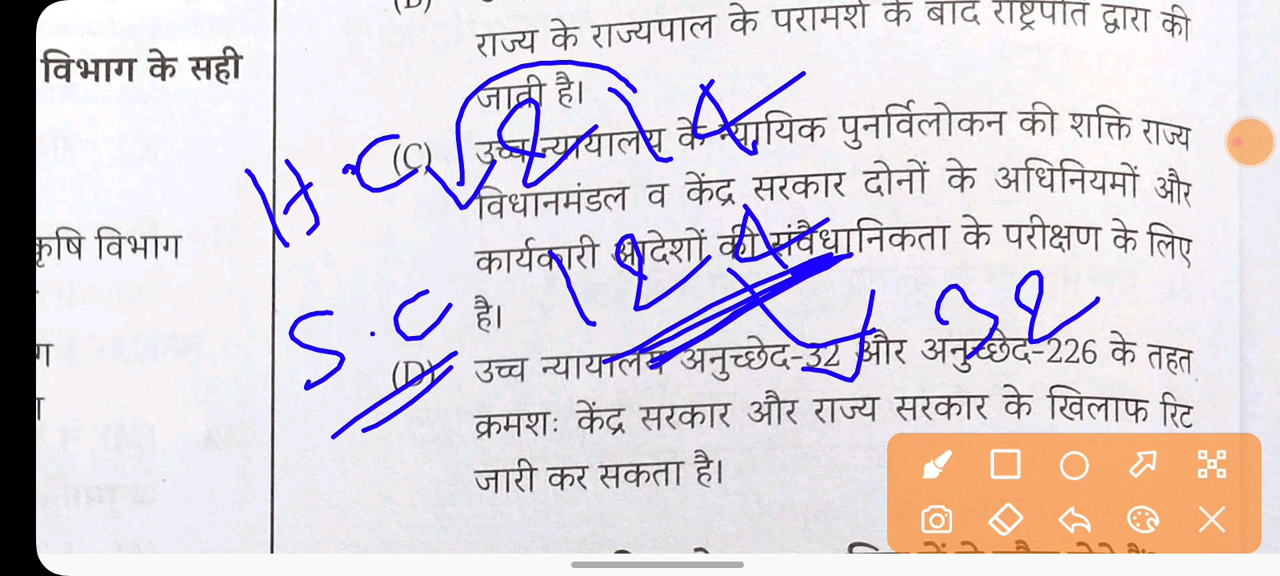 (B)
राज्य के राज्यपाल के परामर्श के बाद राष्ट्रपति द्वारा की
विभाग के सही
जाती है।
H.C
(C) उच्च न्यायालय के न्यायिक पुनर्विलोकन की शक्ति राज्य
विधानमंडल व केंद्र सरकार दोनों के अधिनियमों और
कृषि विभाग
कार्यकारी आदेशों की संवैधानिकता के परीक्षण के लिए
है।
S.C
32
(D) उच्च न्यायालय अनुच्छेद-32 और अनुच्छेद-226 के तहत
क्रमशः केंद्र सरकार और राज्य सरकार के खिलाफ रिट
जारी कर सकता है।